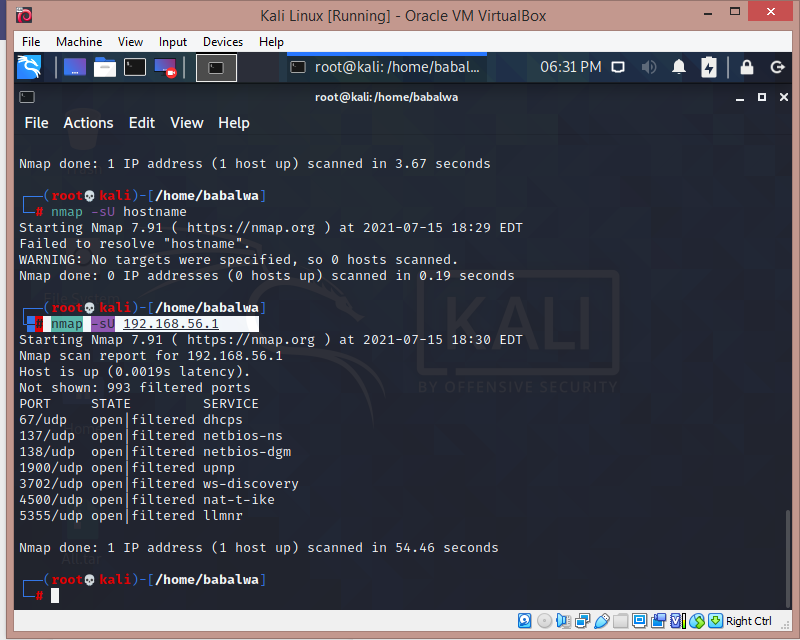 Kali Linux [Running] - Oracle VM VirtualBox
File Machine View Input Devices Help
root@kali: /home/babal... 06:31 PM
root@kali: /home/babalwa
File Actions Edit View Help
Nmap done: 1 IP address (1 host up) scanned in 3.67 seconds
(root💀kali)-[/home/babalwa]
# nmap -sU hostname
Starting Nmap 7.91 ( https://nmap.org ) at 2021-07-15 18:29 EDT
Failed to resolve "hostname".
WARNING: No targets were specified, so 0 hosts scanned.
Nmap done: 0 IP addresses (0 hosts up) scanned in 0.19 seconds
(root💀kali)-[/home/babalwa]
# nmap -sU 192.168.56.1
Starting Nmap 7.91 ( https://nmap.org ) at 2021-07-15 18:30 EDT
Nmap scan report for 192.168.56.1
Host is up (0.0019s latency).
Not shown: 993 filtered ports
PORT STATE SERVICE
67/udp open|filtered dhcps
137/udp open|filtered netbios-ns
138/udp open|filtered netbios-dgm
1900/udp open|filtered upnp
3702/udp open|filtered ws-discovery
4500/udp open|filtered nat-t-ike
5355/udp open|filtered llmnr
Nmap done: 1 IP address (1 host up) scanned in 54.46 seconds
(root💀kali)-[/home/babalwa]
#
KALI
BY OFFENSIVE SECURITY
Right Ctrl